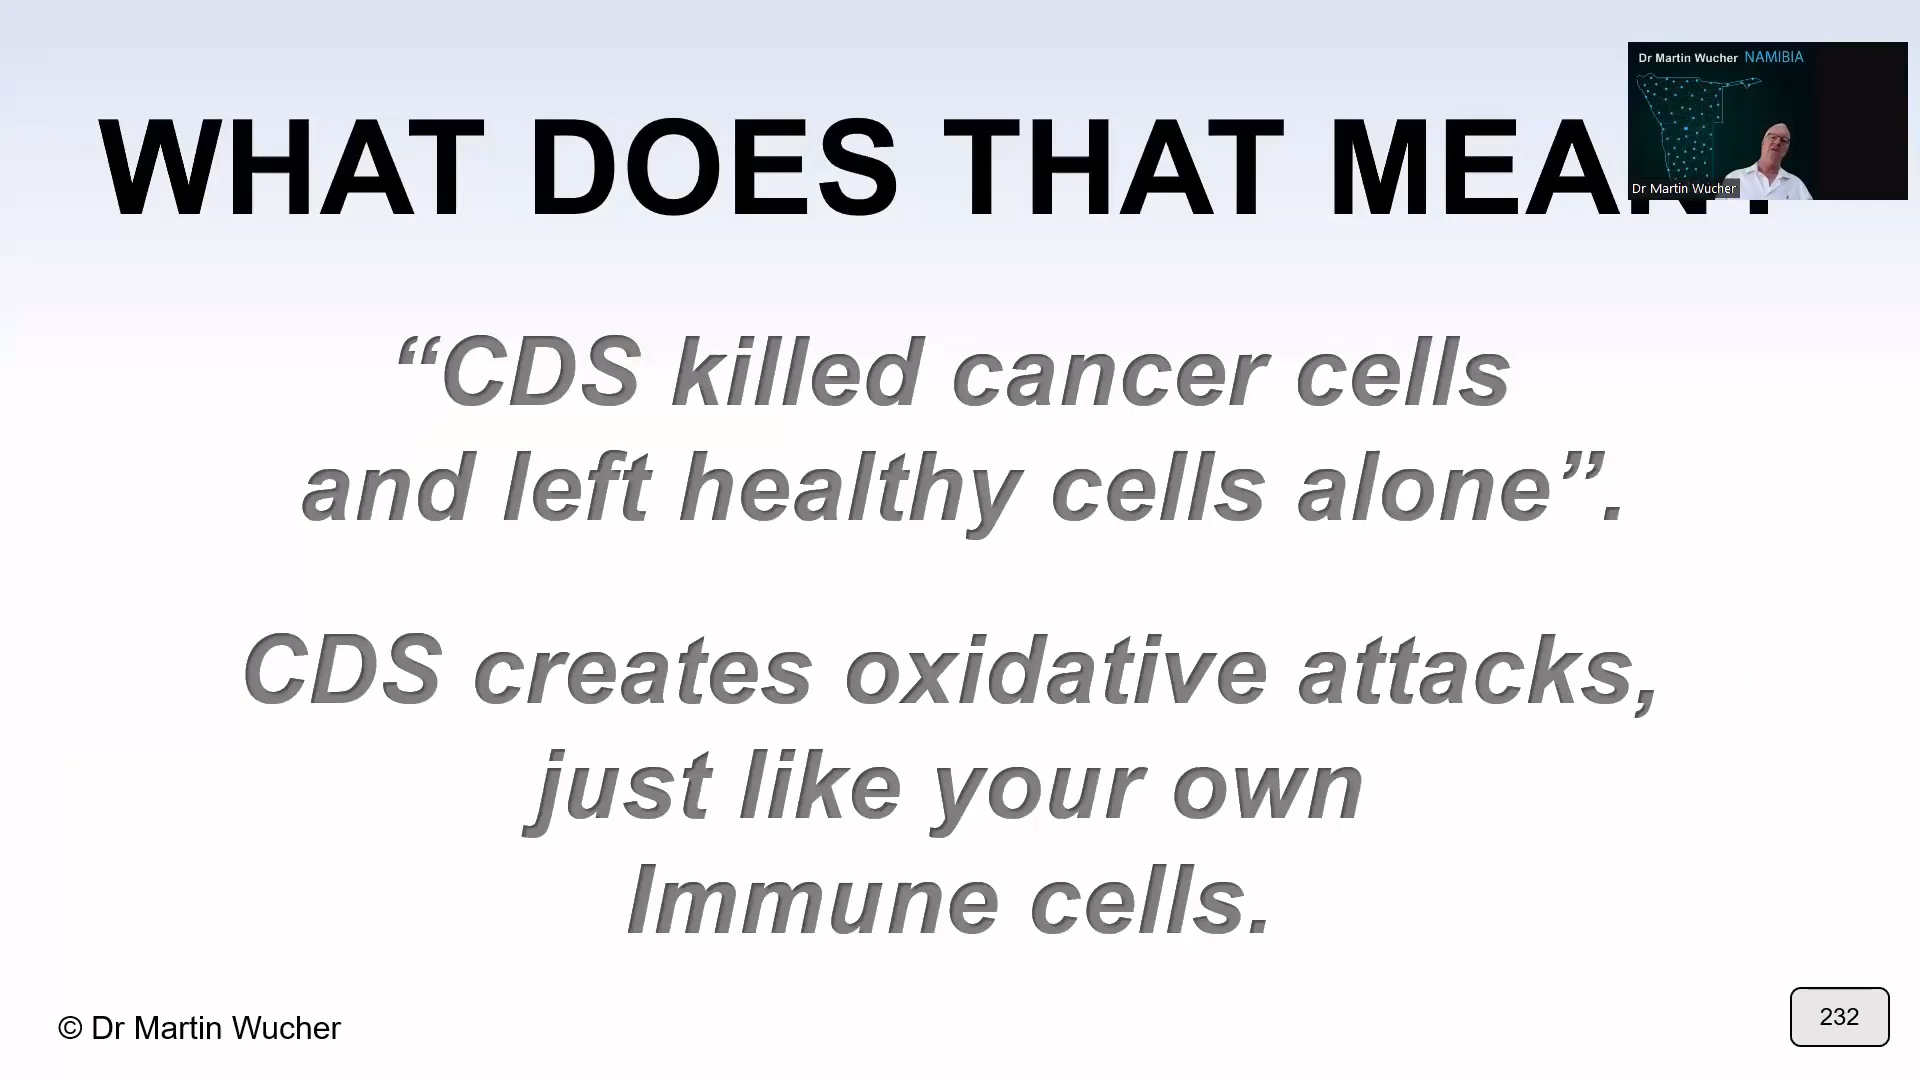 WHAT DOES THAT MEAN?
Dr Martin Wucher NAMIBIA
Dr Martin Wucher
“CDS killed cancer cells
and left healthy cells alone”.
CDS creates oxidative attacks,
just like your own
Immune cells.
© Dr Martin Wucher
232